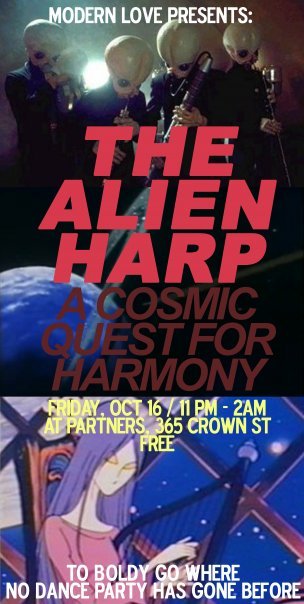 MODERN LOVE PRESENTS:
THE
ALIEN
HARP
A COSMIC
QUEST FOR
HARMONY
FRIDAY, OCT 16 / 11 PM - 2AM
AT PARTNERS, 365 CROWN ST
FREE
TO BOLDY GO WHERE
NO DANCE PARTY HAS GONE BEFORE